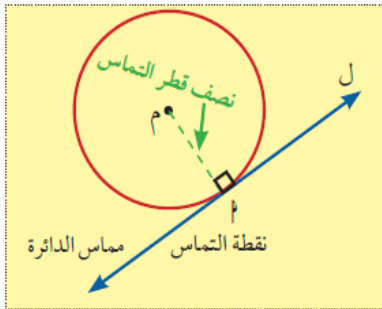 ل
نصف قطر التماس
م
أ
نقطة التماس
مماس الدائرة